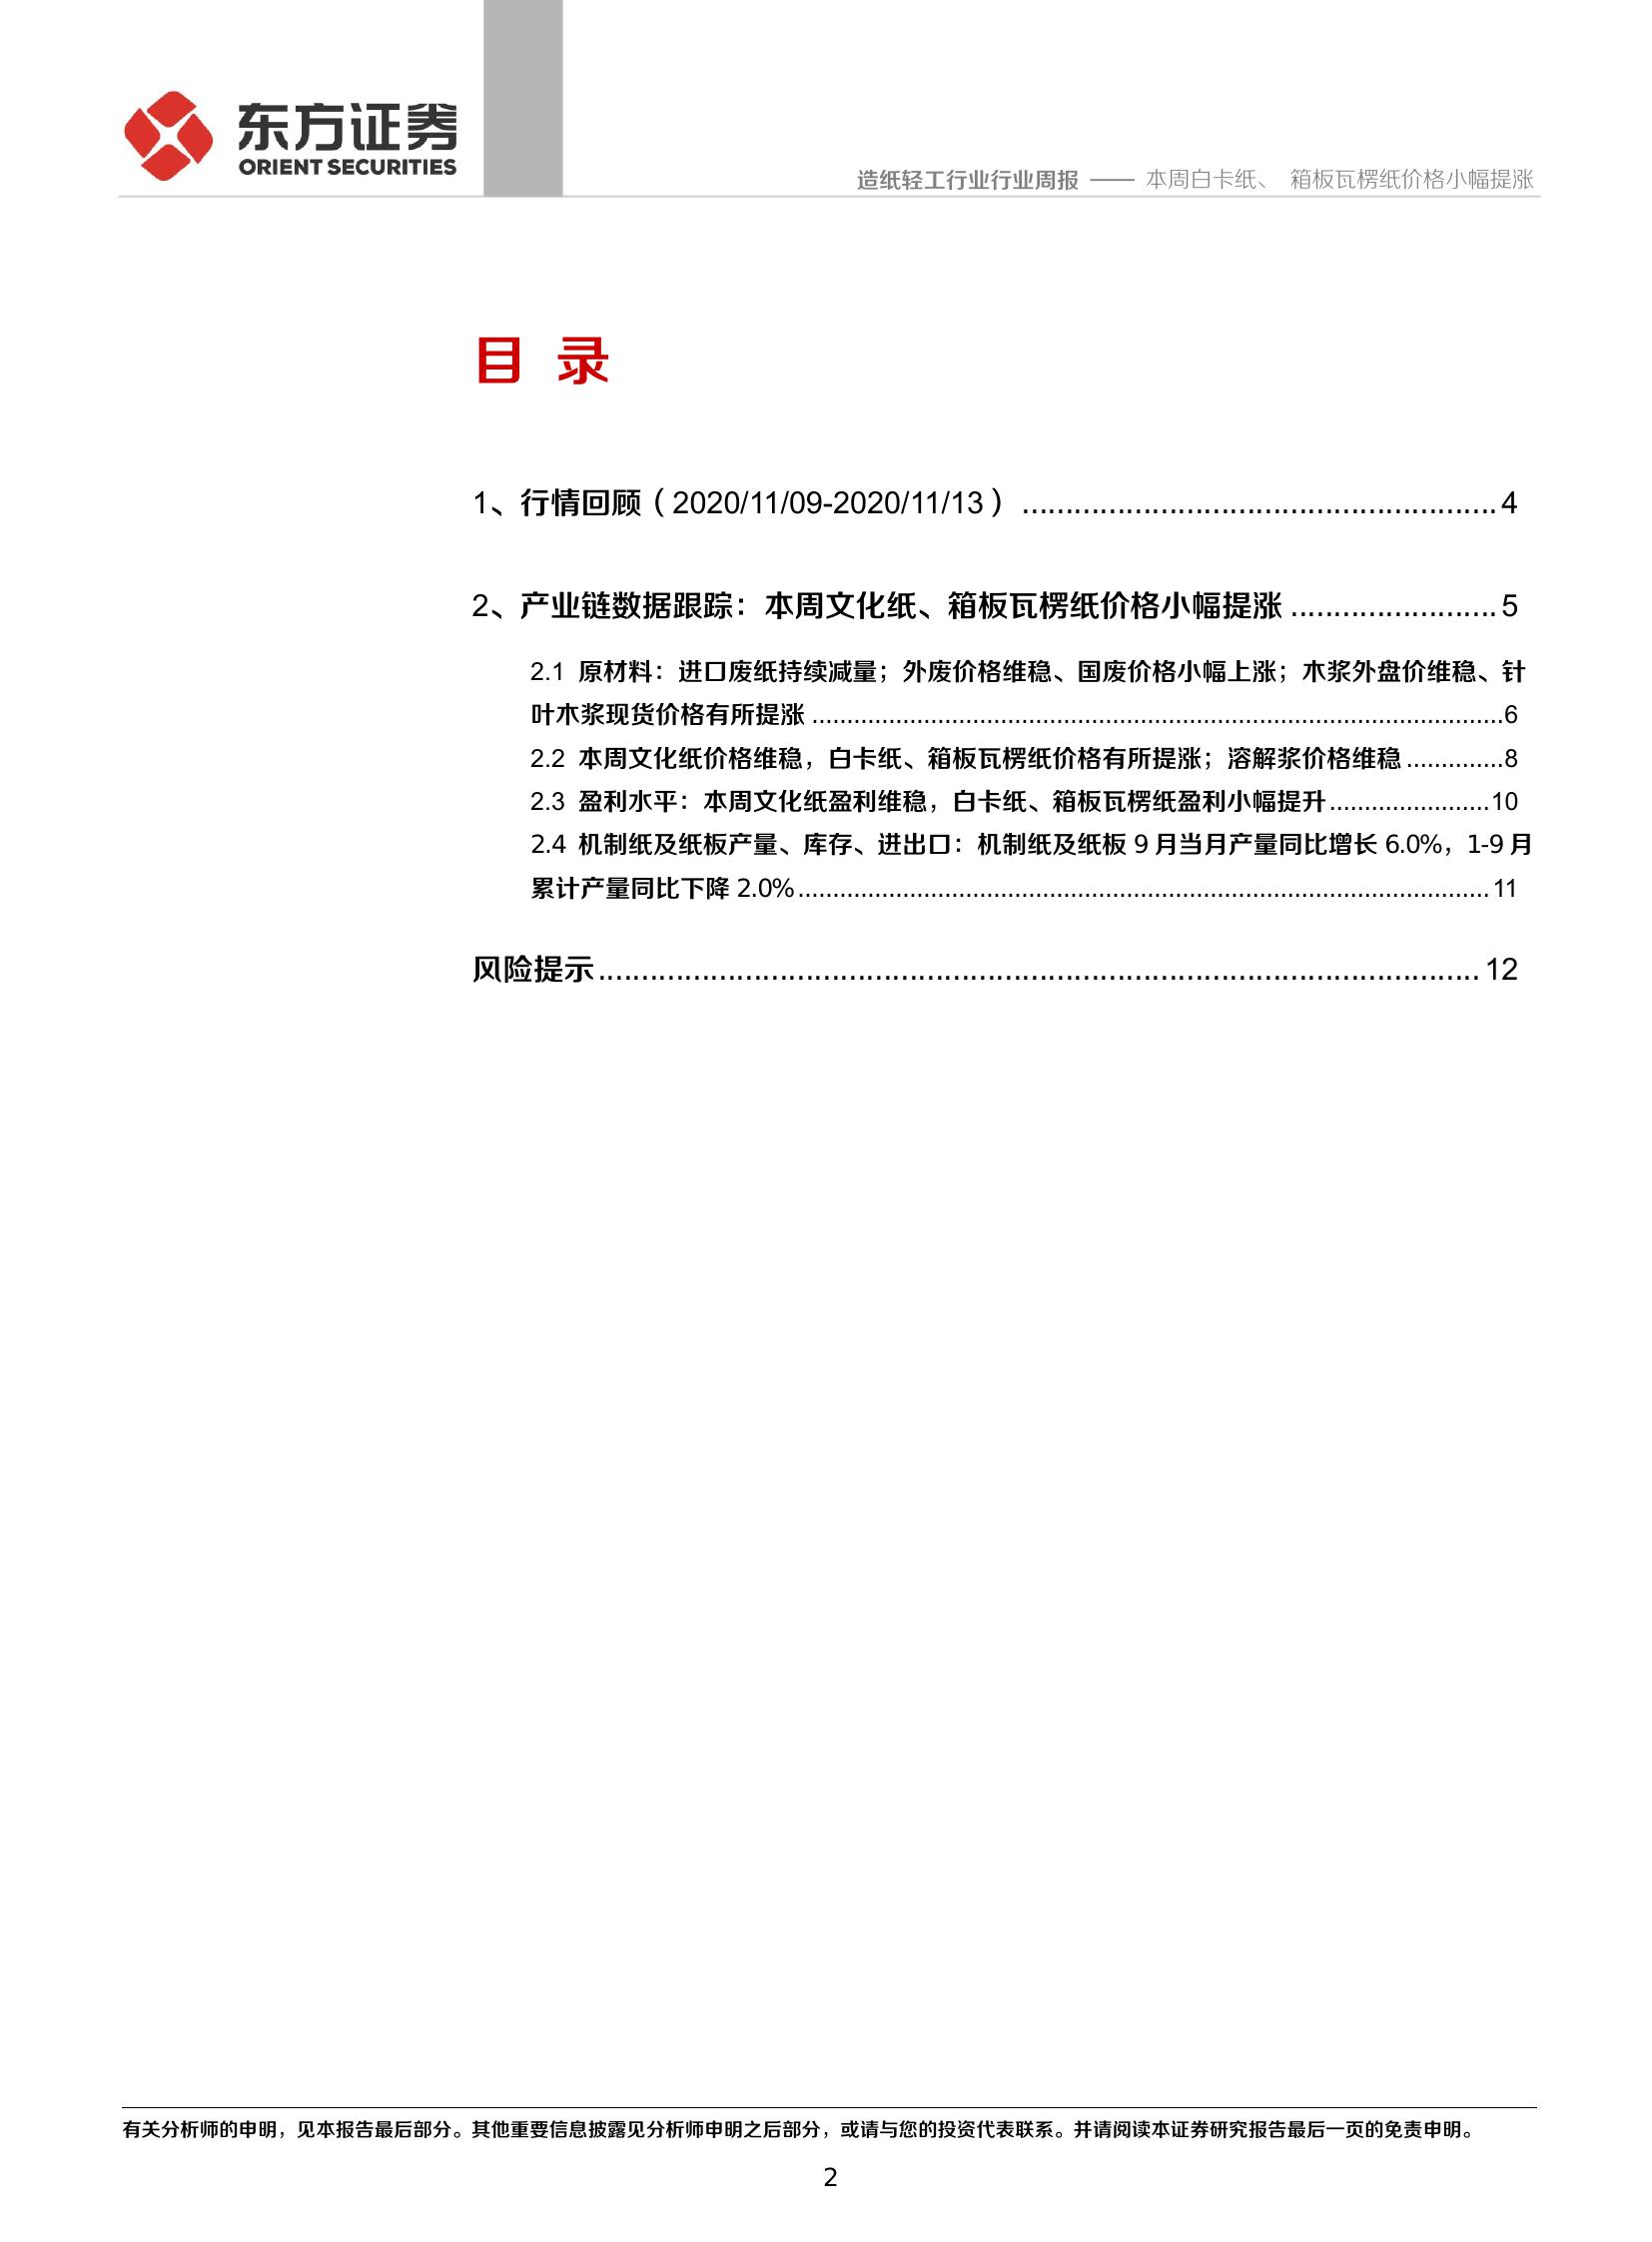 东方证券
ORIENT SECURITIES
造纸轻工行业行业周报 —— 本周白卡纸、 箱板瓦楞纸价格小幅提涨
目 录
1、行情回顾（2020/11/09-2020/11/13）......................................................4
2、产业链数据跟踪：本周文化纸、箱板瓦楞纸价格小幅提涨........................5
2.1 原材料：进口废纸持续减量；外废价格维稳、国废价格小幅上涨；木浆外盘价维稳、针
叶木浆现货价格有所提涨....................................................................................................6
2.2 本周文化纸价格维稳，白卡纸、箱板瓦楞纸价格有所提涨；溶解浆价格维稳..............8
2.3 盈利水平：本周文化纸盈利维稳，白卡纸、箱板瓦楞纸盈利小幅提升.......................10
2.4 机制纸及纸板产量、库存、进出口：机制纸及纸板 9 月当月产量同比增长 6.0%，1-9 月
累计产量同比下降 2.0%....................................................................................................11
风险提示......................................................................................................12
有关分析师的申明，见本报告最后部分。其他重要信息披露见分析师申明之后部分，或请与您的投资代表联系。并请阅读本证券研究报告最后一页的免责申明。
2